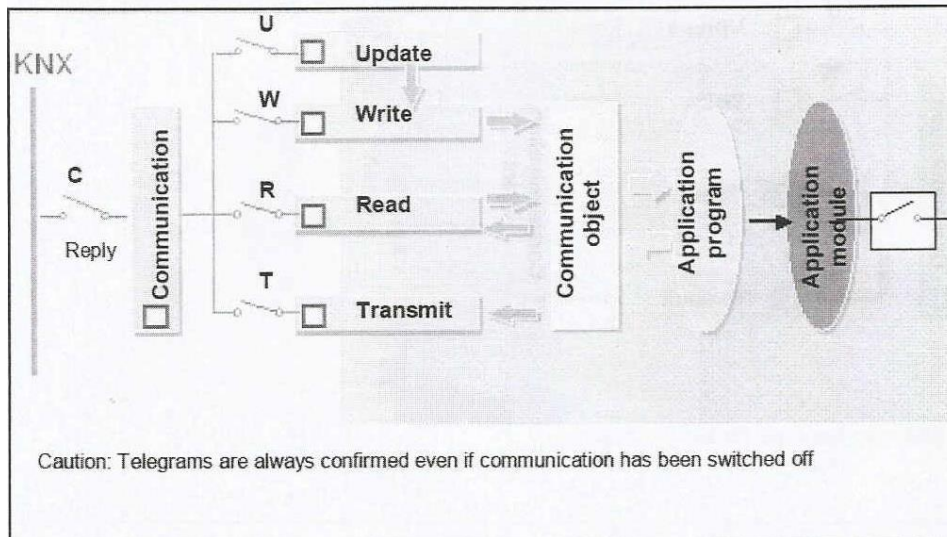 KNX
C
Reply
Communication
U
Update
W
Write
R
Read
T
Transmit
Communication
object
Application
program
Application
module
Caution: Telegrams are always confirmed even if communication has been switched off